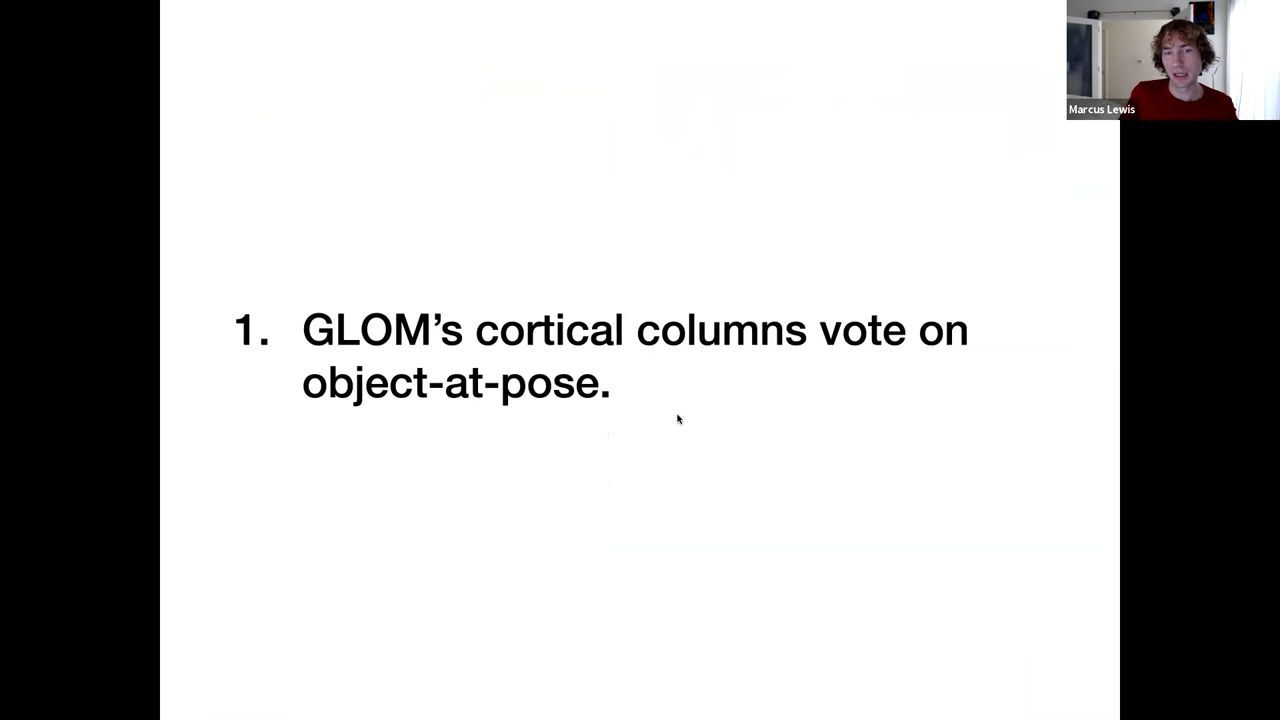 Marcus Lewis
1. GLOM’s cortical columns vote on
object-at-pose.